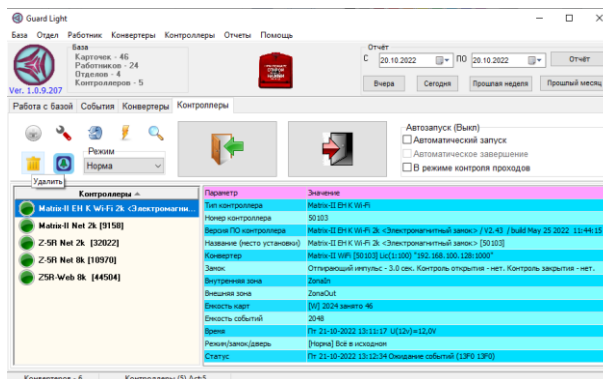 Guard Light
База Отдел Работник Конвертеры Контроллеры Отчеты Помощь
База
Карточек - 46
Работников - 24
Отделов - 4
Контроллеров - 5
Ver. 1.0.9.207
Отчёт
С 20.10.2022 ПО 20.10.2022 Отчёт
Вчера Сегодня Прошлая неделя Прошлый месяц
Работа с базой События Конвертеры Контроллеры
Режим
Норма
Удалить
Автозапуск (Выкл)
Автоматический запуск
Автоматическое завершение
В режиме контроля проходов
Контроллеры
Matrix-II EH K Wi-Fi 2k <Электромагни...
Matrix-II Net 2k [9150]
Z-5R Net 2k [32022]
Z-5R Net 8k [10970]
Z5R-Web 8k [44504]
Параметр Значение
Тип контроллера Matrix-II EH K Wi-Fi
Номер контроллера 50103
Версия ПО контроллера Matrix-II EH K Wi-Fi 2k <Электромагнитный замок> / V2.43 / build May 25 2022 11:44:15
Название (место установки) Matrix-II EH K Wi-Fi 2k <Электромагнитный замок> [50103]
Конвертер Matrix-II WiFi [50103] Lic(1:100) "192.168.100.128:1000"
Замок Отпирающий импульс - 3.0 сек. Контроль открытия - нет. Контроль закрытия - нет.
Внутренняя зона ZonaIn
Внешняя зона ZonaOut
Емкость карт [W] 2024 занято 46
Емкость событий 2048
Время Пт 21-10-2022 13:11:17 U(12v)=12,0V
Режим/замок/дверь [Норма] Всё в исходном
Статус Пт 21-10-2022 13:12:34 Ожидание событий (13F0 13F0)
Конвертеров - 6 Контроллеры (5) Act:5